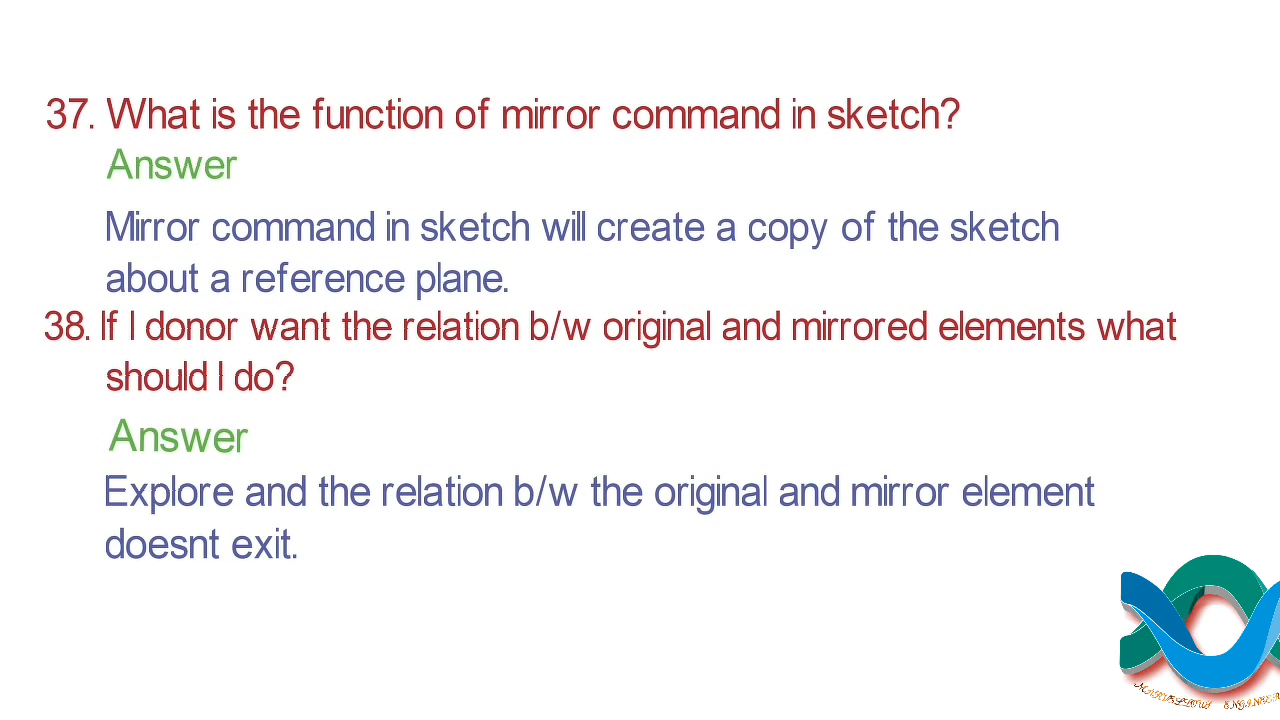 37. What is the function of mirror command in sketch?
Answer
Mirror command in sketch will create a copy of the sketch
about a reference plane.
38. If I donor want the relation b/w original and mirrored elements what
should I do?
Answer
Explore and the relation b/w the original and mirror element
doesnt exit.